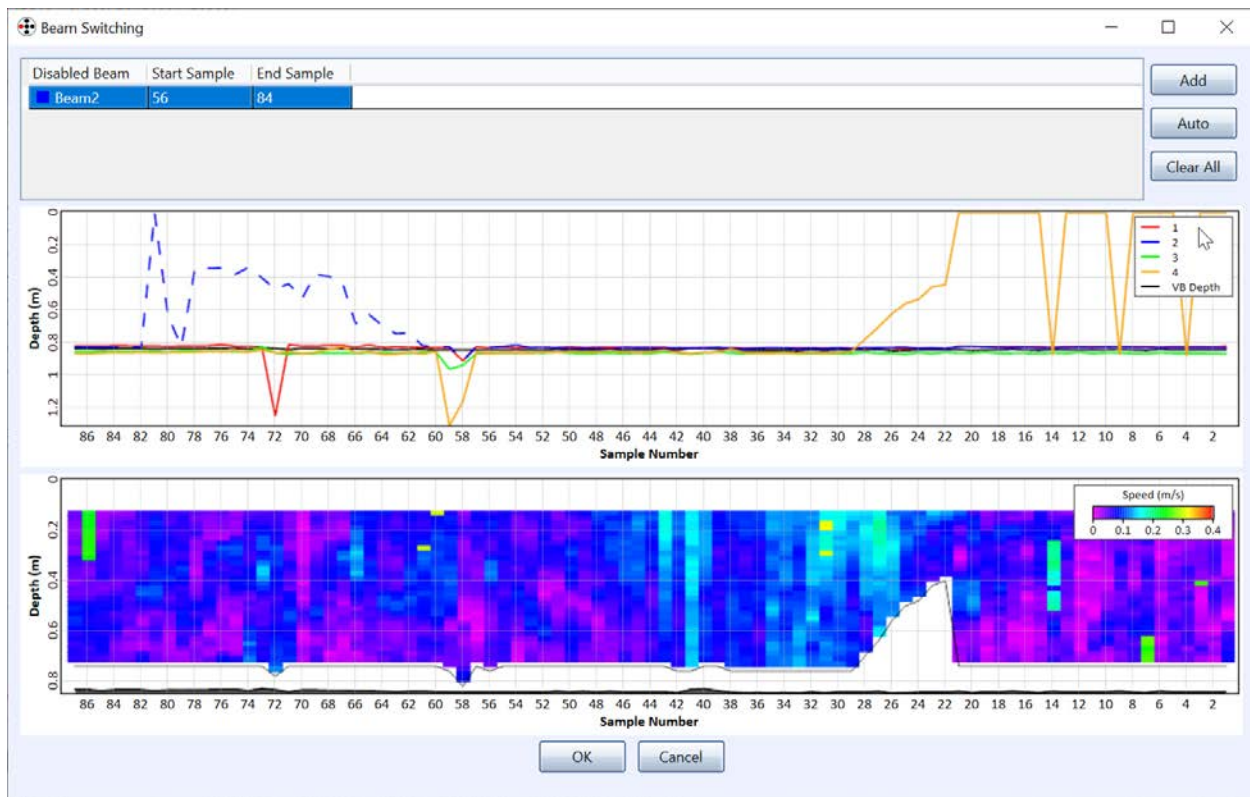 Beam Switching
Disabled Beam Start Sample End Sample
Beam2 56 84
Add
Auto
Clear All
0
0.2
0.4
0.6
0.8
1
1.2
Depth (m)
1
2
3
4
VB Depth
86 84 82 80 78 76 74 72 70 68 66 64 62 60 58 56 54 52 50 48 46 44 42 40 38 36 34 32 30 28 26 24 22 20 18 16 14 12 10 8 6 4 2
Sample Number
0
0.2
0.4
0.6
0.8
Depth (m)
Speed (m/s)
0 0.1 0.2 0.3 0.4
86 84 82 80 78 76 74 72 70 68 66 64 62 60 58 56 54 52 50 48 46 44 42 40 38 36 34 32 30 28 26 24 22 20 18 16 14 12 10 8 6 4 2
Sample Number
OK Cancel